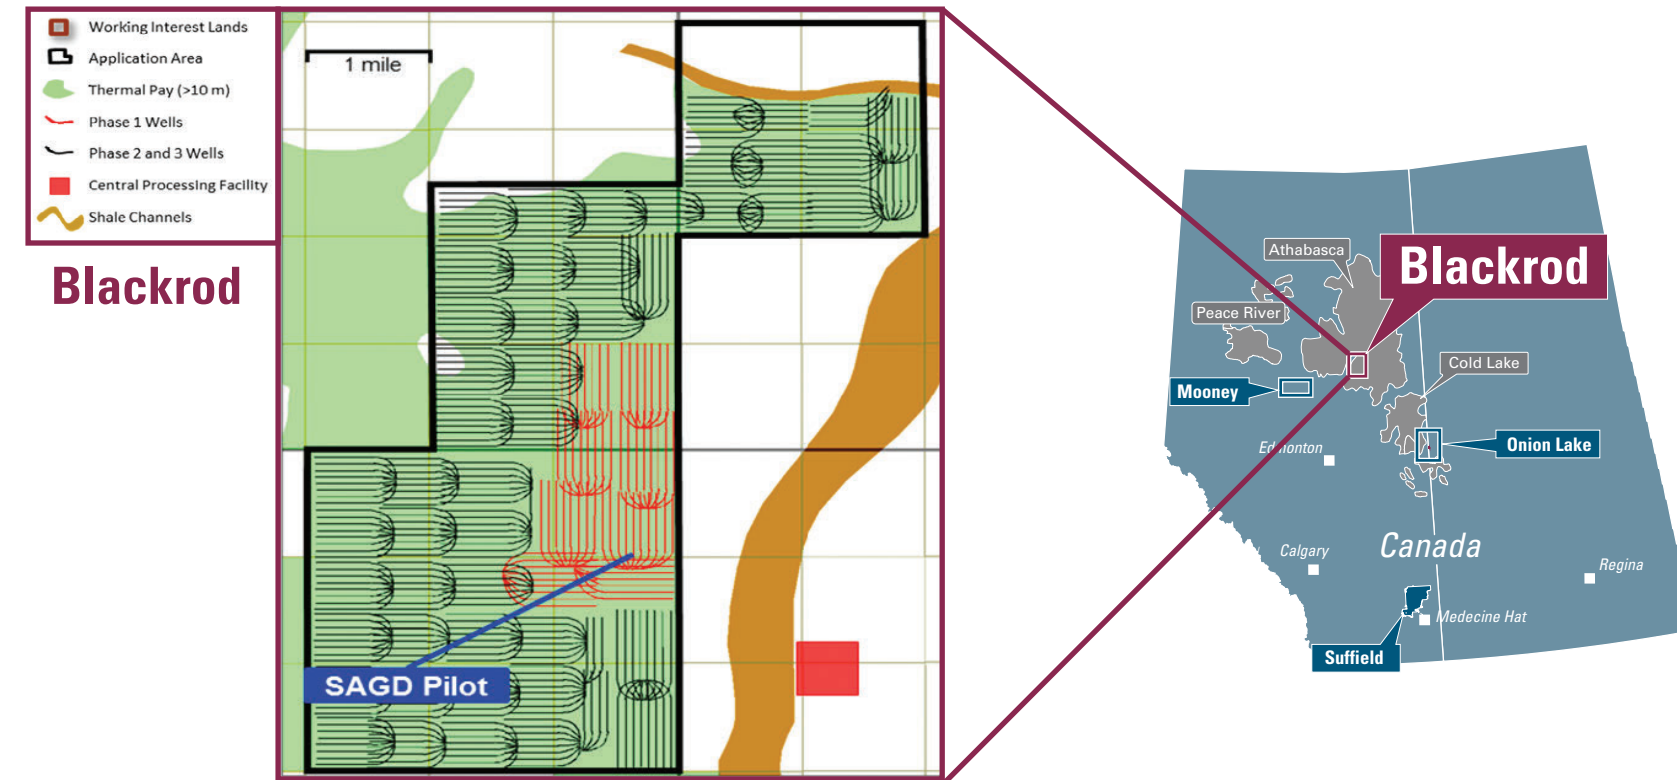 Working Interest Lands
Application Area
Thermal Pay (>10 m)
Phase 1 Wells
Phase 2 and 3 Wells
Central Processing Facility
Shale Channels
Blackrod
1 mile
SAGD Pilot
Athabasca
Blackrod
Peace River
Cold Lake
Mooney
Onion Lake
Edmonton
Canada
Calgary
Regina
Medecine Hat
Suffield